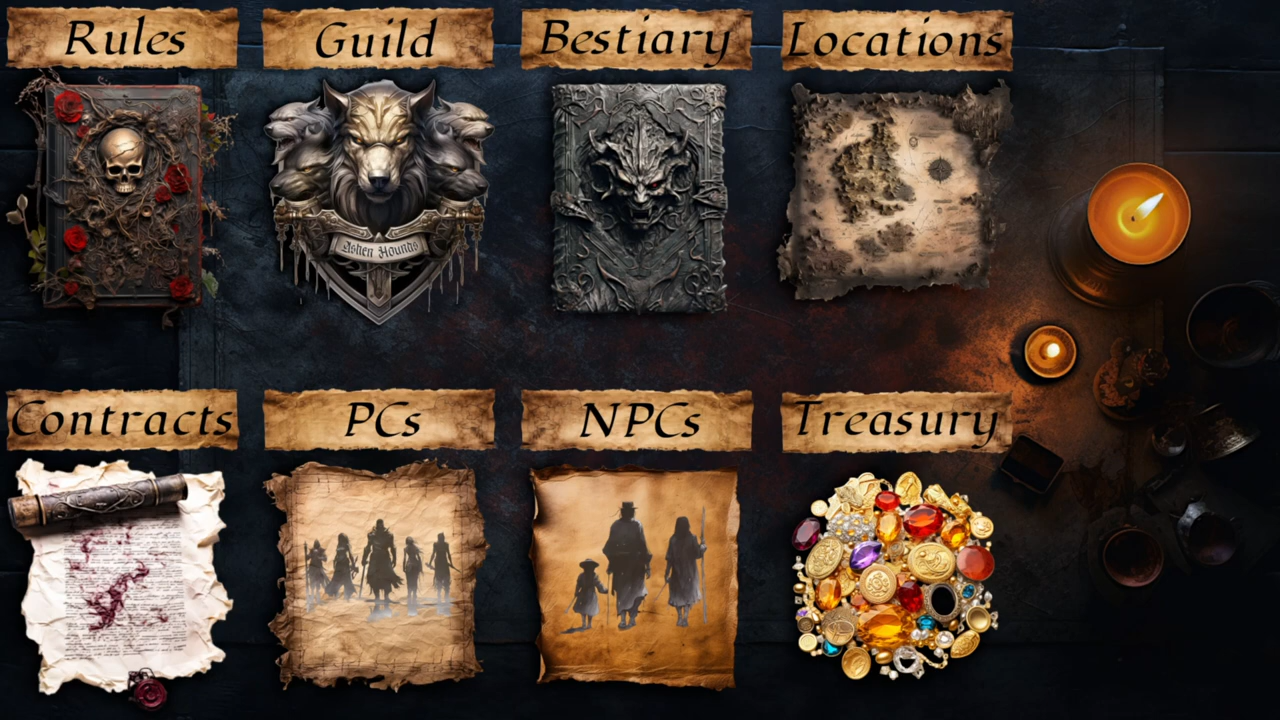 Rules
Guild
Bestiary
Locations
Ashen Hounds
Contracts
PCs
NPCs
Treasury